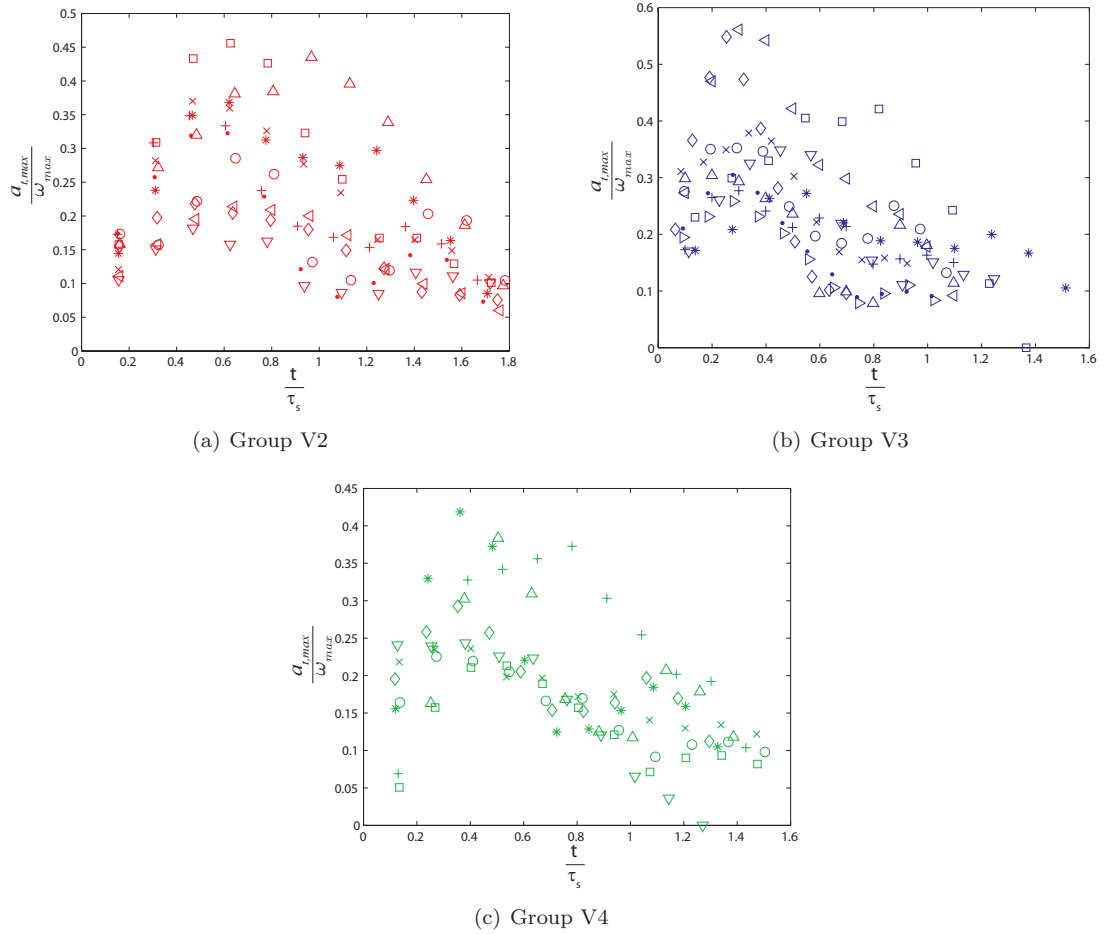 0.5
0.45
0.4
0.35
0.3
0.25
0.2
0.15
0.1
0.05
0
a_{t,max}
ω_{max}
0 0.2 0.4 0.6 0.8 1 1.2 1.4 1.6 1.8
t
τ_s
(a) Group V2
0.6
0.5
0.4
0.3
0.2
0.1
0
a_{t,max}
ω_{max}
0 0.2 0.4 0.6 0.8 1 1.2 1.4 1.6
t
τ_s
(b) Group V3
0.45
0.4
0.35
0.3
0.25
0.2
0.15
0.1
0.05
0
a_{t,max}
ω_{max}
0 0.2 0.4 0.6 0.8 1 1.2 1.4 1.6
t
τ_s
(c) Group V4